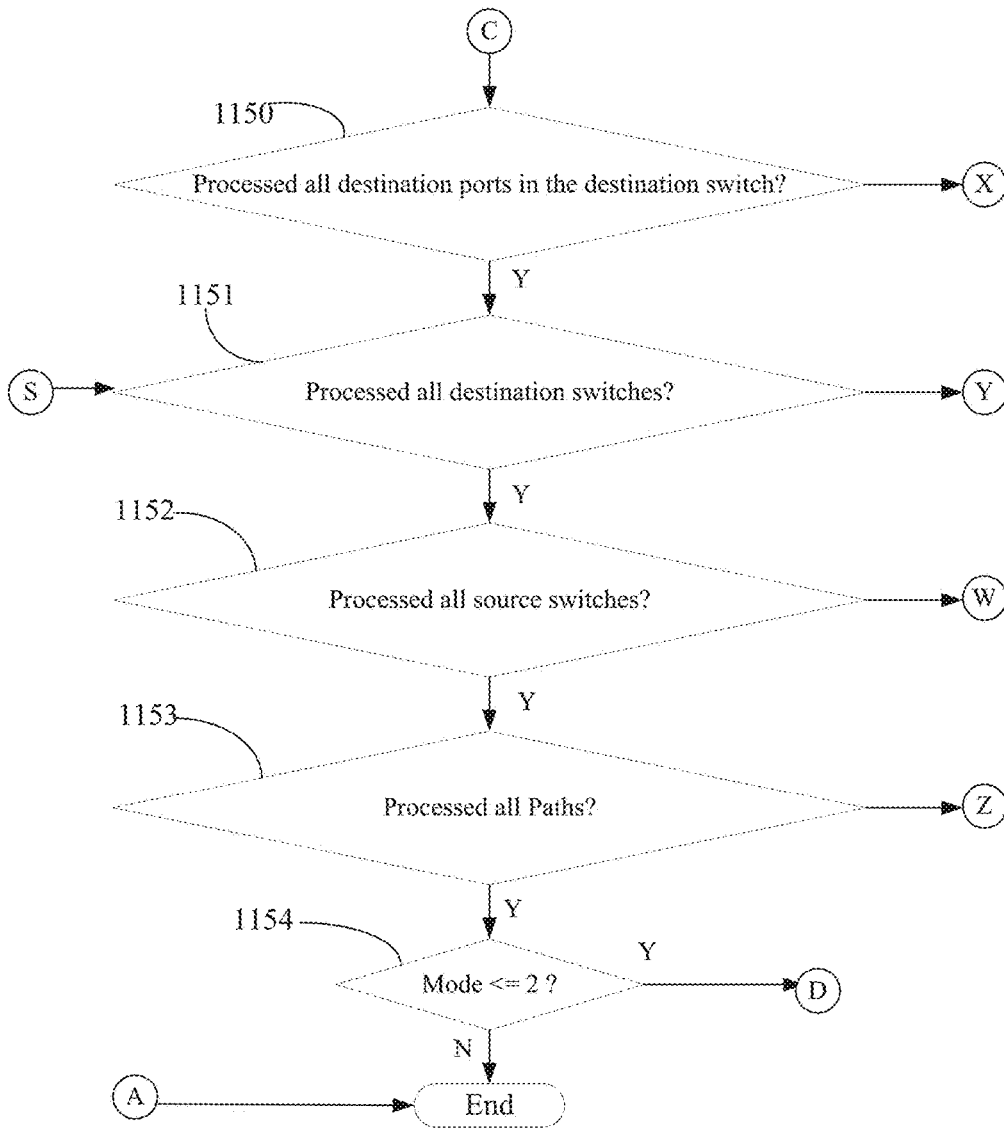 C
1150
Processed all destination ports in the destination switch?
X
Y
1151
S
Processed all destination switches?
Y
Y
1152
Processed all source switches?
W
Y
1153
Processed all Paths?
Z
Y
1154
Y
Mode <= 2 ?
D
N
A
End